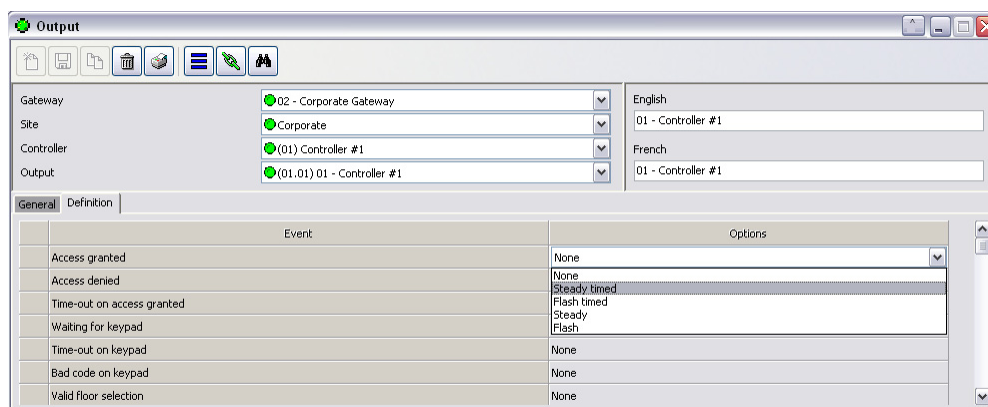 Output
Gateway
02 - Corporate Gateway
Site
Corporate
Controller
(01) Controller #1
Output
(01.01) 01 - Controller #1
English
01 - Controller #1
French
01 - Controller #1
General Definition
Event Options
Access granted None
Access denied
Time-out on access granted
Waiting for keypad
None
Steady timed
Flash timed
Steady
Flash
Time-out on keypad None
Bad code on keypad None
Valid floor selection None